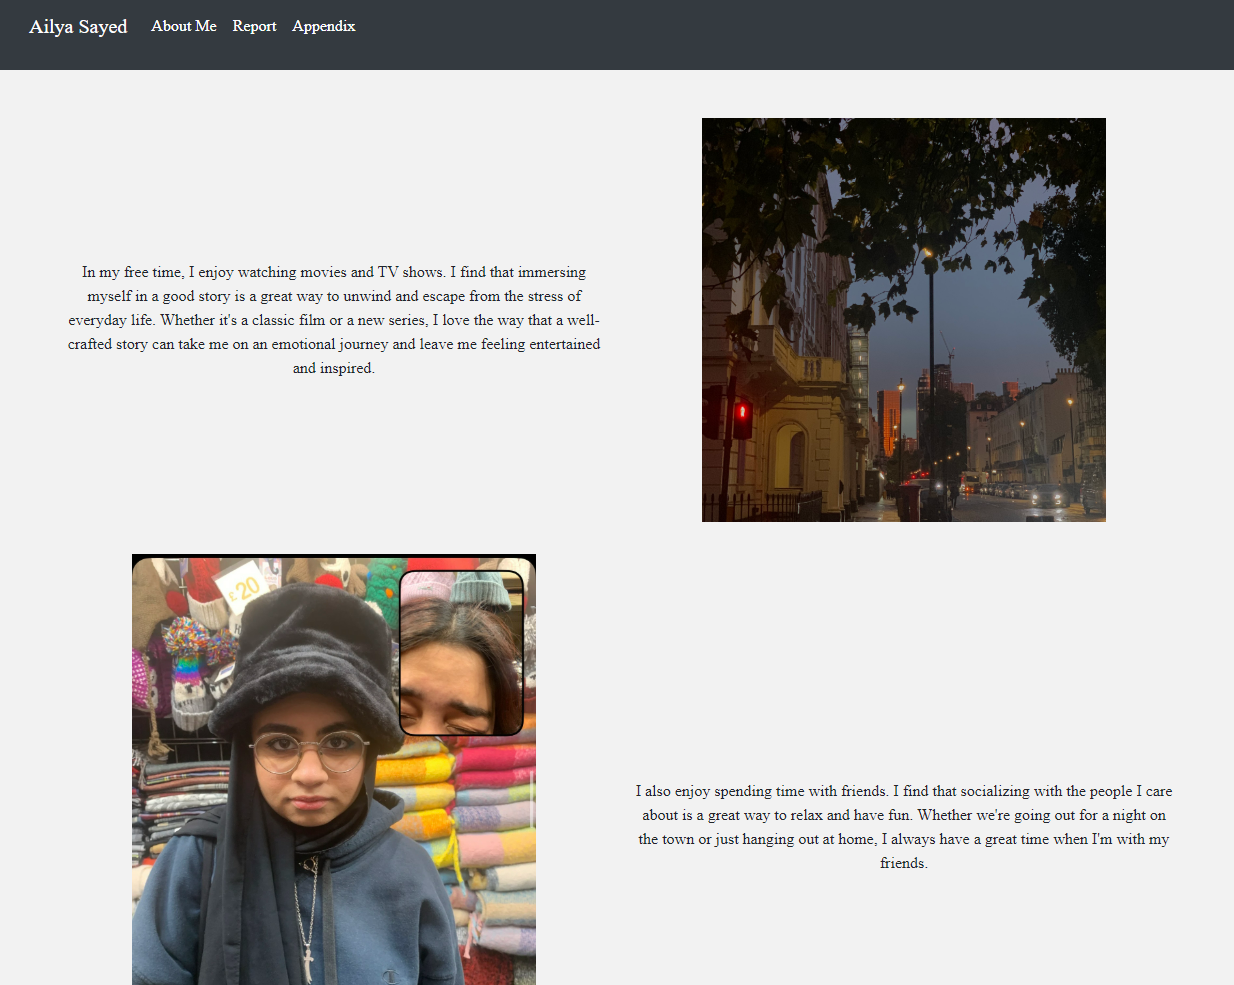 Ailya Sayed About Me Report Appendix
In my free time, I enjoy watching movies and TV shows. I find that immersing
myself in a good story is a great way to unwind and escape from the stress of
everyday life. Whether it's a classic film or a new series, I love the way that a well-
crafted story can take me on an emotional journey and leave me feeling entertained
and inspired.
£20
I also enjoy spending time with friends. I find that socializing with the people I care
about is a great way to relax and have fun. Whether we're going out for a night on
the town or just hanging out at home, I always have a great time when I'm with my
friends.